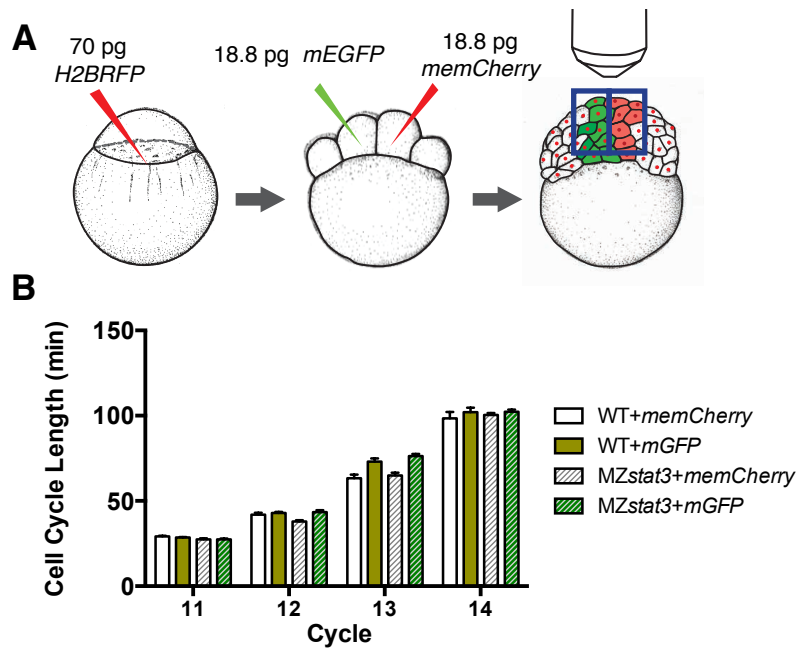 A
70 pg
H2BRFP
18.8 pg mEGFP
18.8 pg
memCherry
B
Cell Cycle Length (min)
150
100
50
0
11 12 13 14
Cycle
WT+memCherry
WT+mGFP
MZstat3+memCherry
MZstat3+mGFP